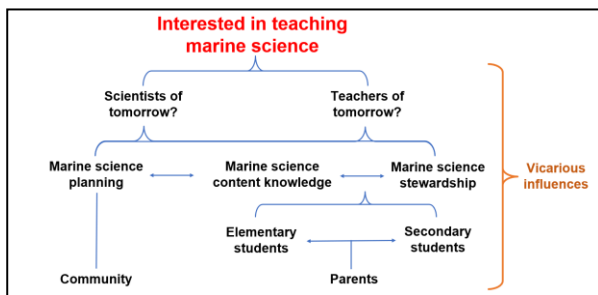 Interested in teaching
marine science
Scientists of
tomorrow?
Teachers of
tomorrow?
Marine science
planning
Marine science
content knowledge
Marine science
stewardship
Vicarious
influences
Elementary
students
Secondary
students
Community
Parents